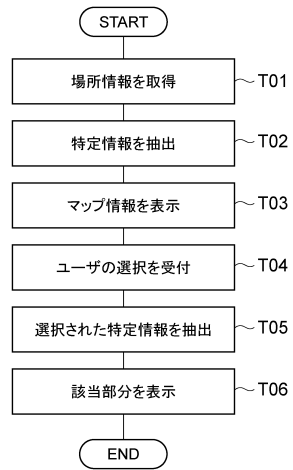 START
場所情報を取得 T01
特定情報を抽出 T02
マップ情報を表示 T03
ユーザの選択を受付 T04
選択された特定情報を抽出 T05
該当部分を表示 T06
END